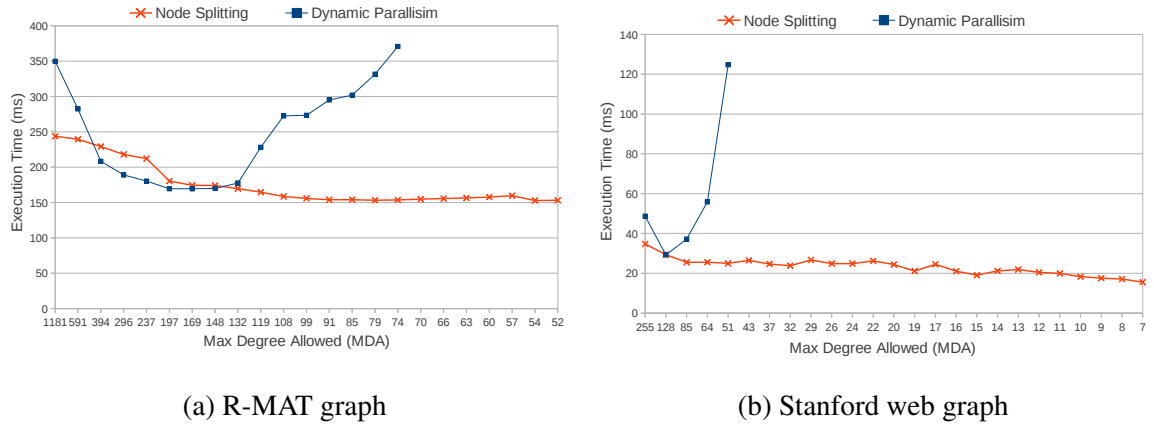 Node Splitting Dynamic Parallisim
400
350
300
250
200
150
100
50
0
Execution Time (ms)
1181 591 394 296 237 197 169 148 132 119 108 99 91 85 79 74 70 66 63 60 57 54 52
Max Degree Allowed (MDA)
(a) R-MAT graph
Node Splitting Dynamic Parallisim
140
120
100
80
60
40
20
0
Execution Time (ms)
255 128 85 64 51 43 37 32 29 26 24 22 20 19 17 16 15 14 13 12 11 10 9 8 7
Max Degree Allowed (MDA)
(b) Stanford web graph